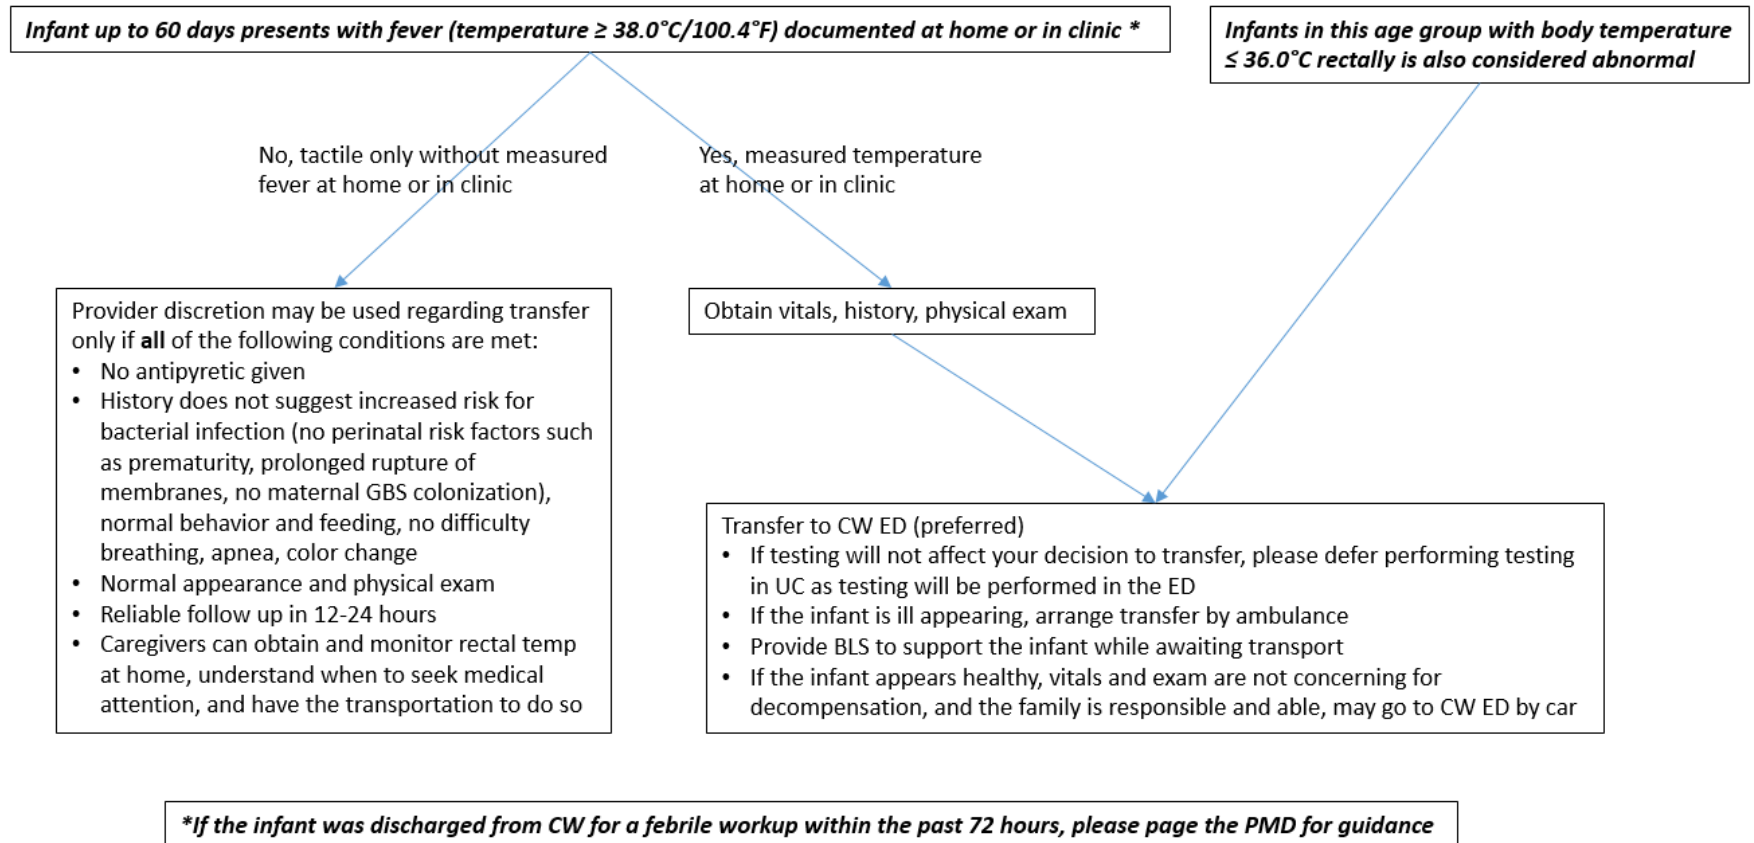 Infant up to 60 days presents with fever (temperature ≥ 38.0°C/100.4°F) documented at home or in clinic *
Infants in this age group with body temperature
≤ 36.0°C rectally is also considered abnormal
No, tactile only without measured
fever at home or in clinic
Yes, measured temperature
at home or in clinic
Provider discretion may be used regarding transfer
only if all of the following conditions are met:
• No antipyretic given
• History does not suggest increased risk for
bacterial infection (no perinatal risk factors such
as prematurity, prolonged rupture of
membranes, no maternal GBS colonization),
normal behavior and feeding, no difficulty
breathing, apnea, color change
• Normal appearance and physical exam
• Reliable follow up in 12-24 hours
• Caregivers can obtain and monitor rectal temp
at home, understand when to seek medical
attention, and have the transportation to do so
Obtain vitals, history, physical exam
Transfer to CW ED (preferred)
• If testing will not affect your decision to transfer, please defer performing testing
in UC as testing will be performed in the ED
• If the infant is ill appearing, arrange transfer by ambulance
• Provide BLS to support the infant while awaiting transport
• If the infant appears healthy, vitals and exam are not concerning for
decompensation, and the family is responsible and able, may go to CW ED by car
*If the infant was discharged from CW for a febrile workup within the past 72 hours, please page the PMD for guidance